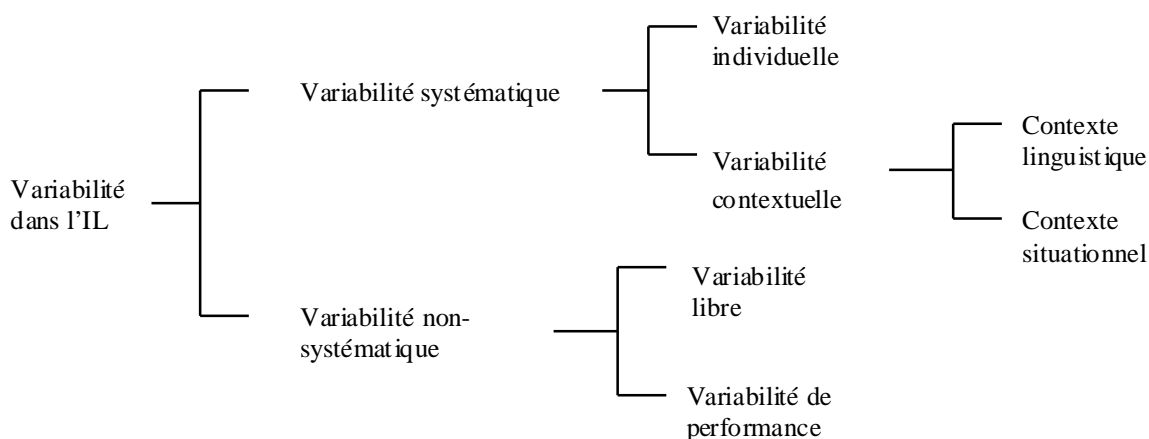 Variabilité
dans l'IL
Variabilité systématique
Variabilité
individuelle
Variabilité
contextuelle
Contexte
linguistique
Contexte
situationnel
Variabilité non-
systématique
Variabilité
libre
Variabilité de
performance